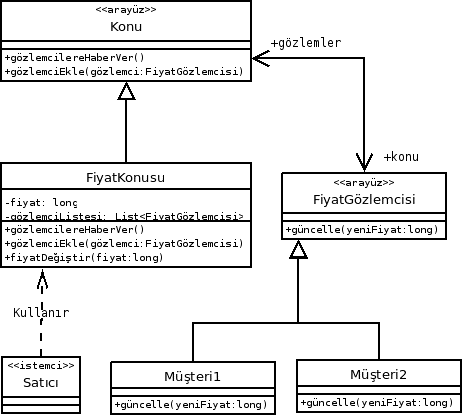 <<arayüz>>
Konu
+gözlemcilereHaberVer()
+gözlemciEkle(gözlemci:FiyatGözlemcisi)
+gözlemler
+konu
FiyatKonusu
-fiyat: long
-gözlemciListesi: List<FiyatGözlemcisi>
+gözlemcilereHaberVer()
+gözlemciEkle(gözlemci:FiyatGözlemcisi)
+fiyatDeğiştir(fiyat:long)
<<arayüz>>
FiyatGözlemcisi
+güncelle(yeniFiyat:long)
Kullanır
<<istemci>>
Satıcı
Müşteri1
+güncelle(yeniFiyat:long)
Müşteri2
+güncelle(yeniFiyat:long)